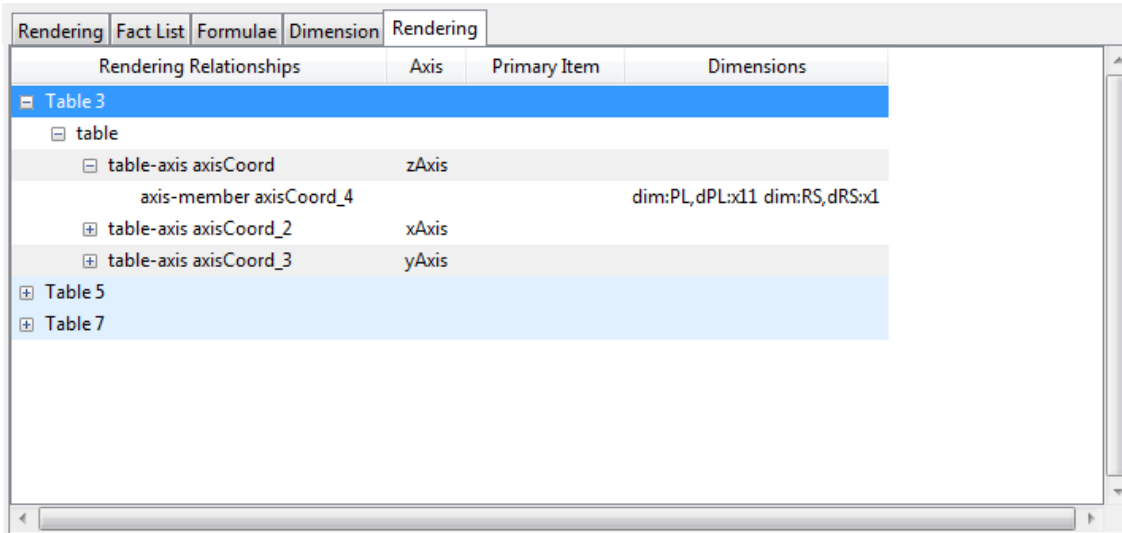 Rendering Fact List Formulae Dimension Rendering
Rendering Relationships Axis Primary Item Dimensions
Table 3
table
table-axis axisCoord zAxis
axis-member axisCoord_4 dim:PL,dPL:x11 dim:RS,dRS:x1
table-axis axisCoord_2 xAxis
table-axis axisCoord_3 yAxis
Table 5
Table 7